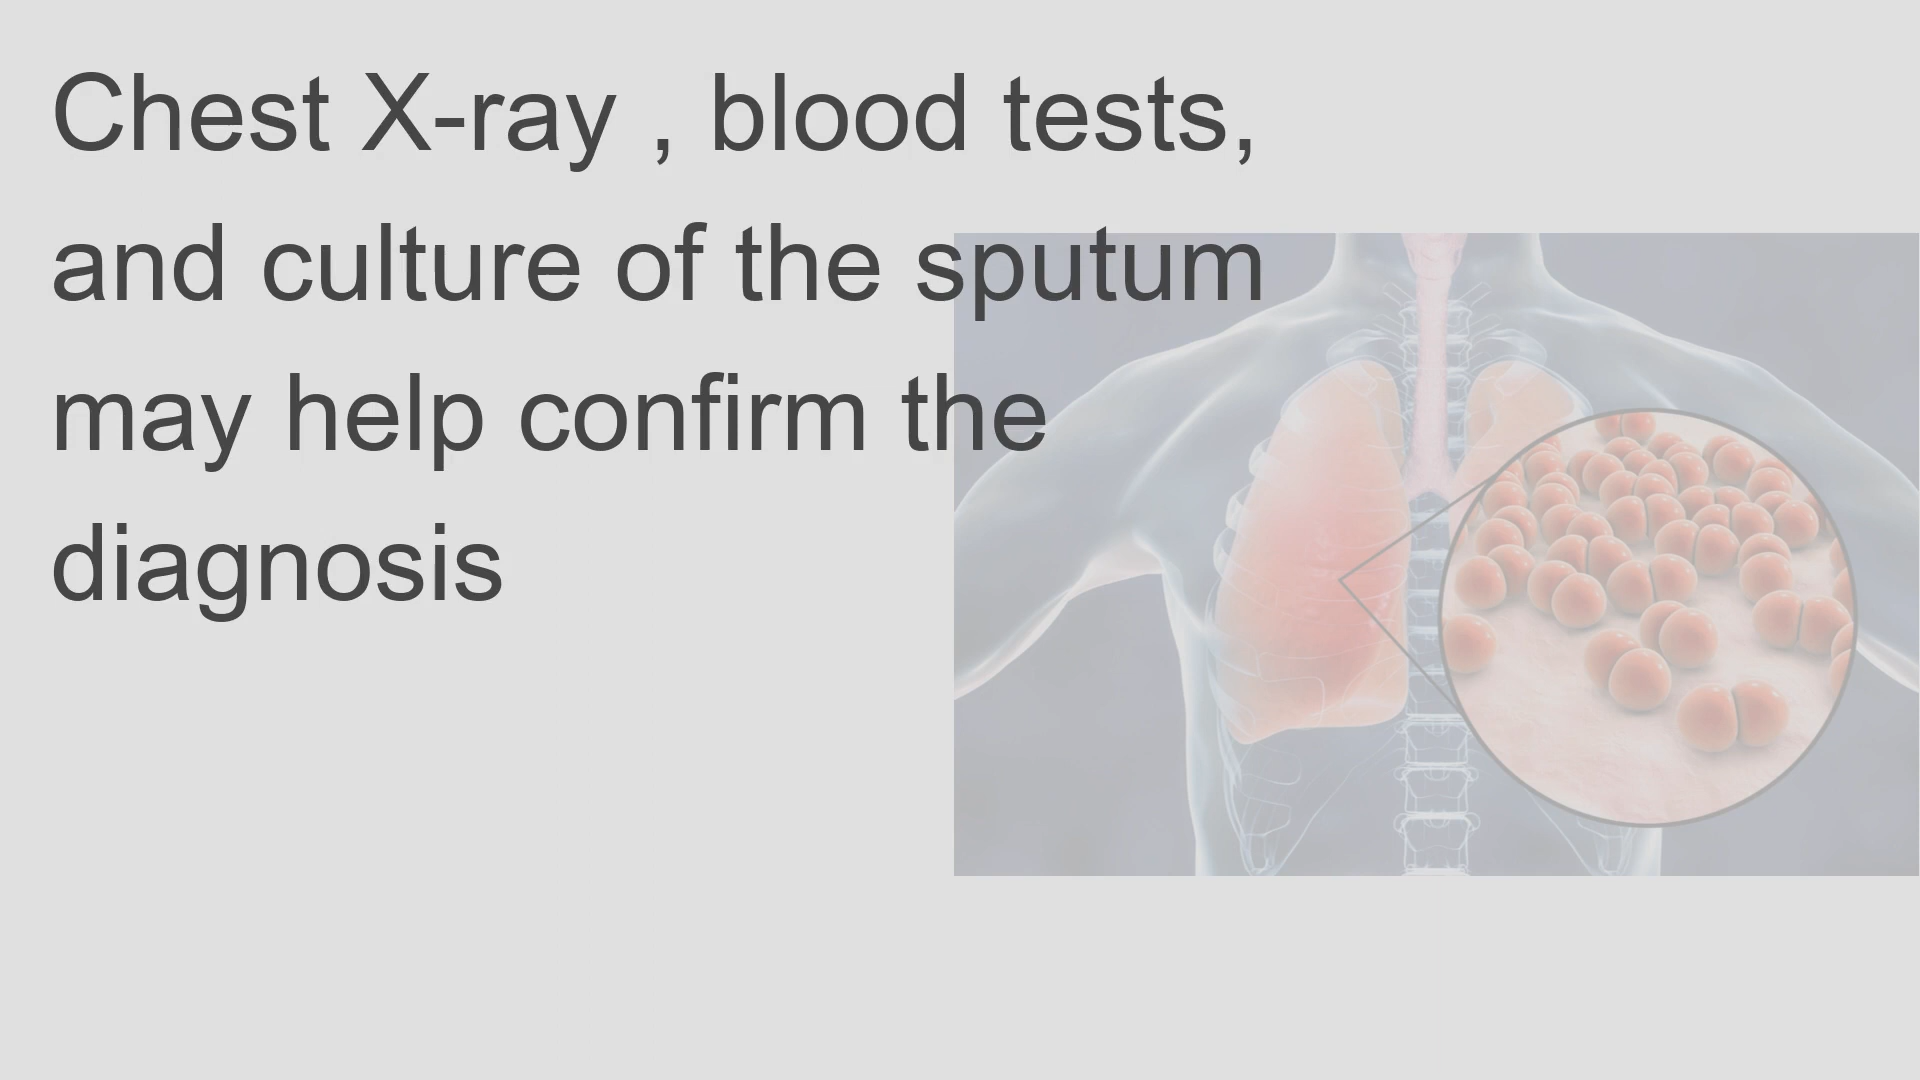 Chest X-ray , blood tests,
and culture of the sputum
may help confirm the
diagnosis